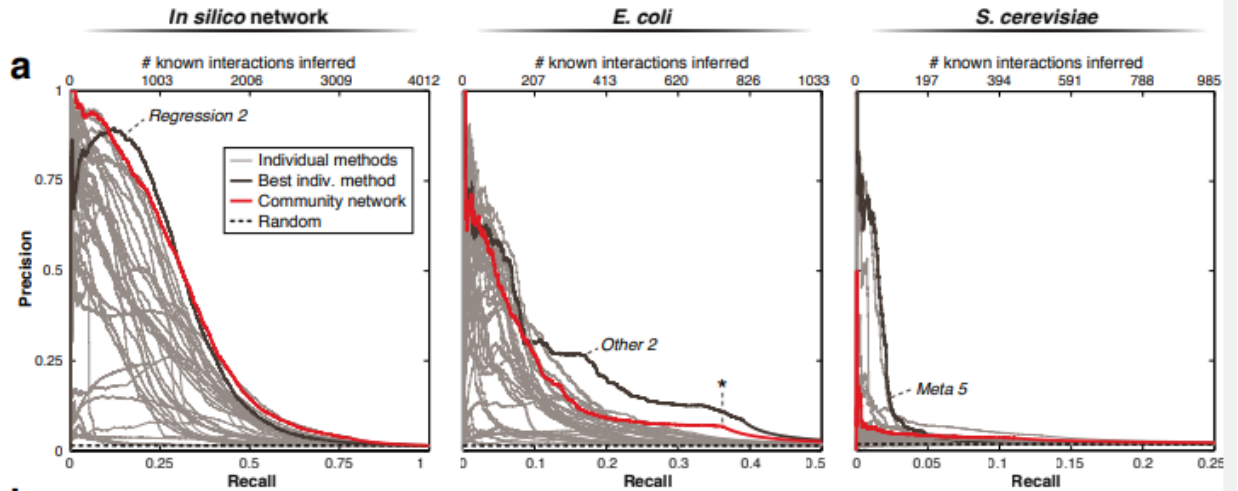 In silico network
E. coli
S. cerevisiae
a
# known interactions inferred
# known interactions inferred
# known interactions inferred
0 1003 2006 3009 4012
0 207 413 620 826 1033
0 197 394 591 788 985
Precision
1
0.75
0.5
0.25
0
Regression 2
Individual methods
Best indiv. method
Community network
Random
Other 2
*
Meta 5
0 0.25 0.5 0.75 1
0 0.1 0.2 0.3 0.4 0.5
0 0.05 0.1 0.15 0.2 0.25
Recall
Recall
Recall